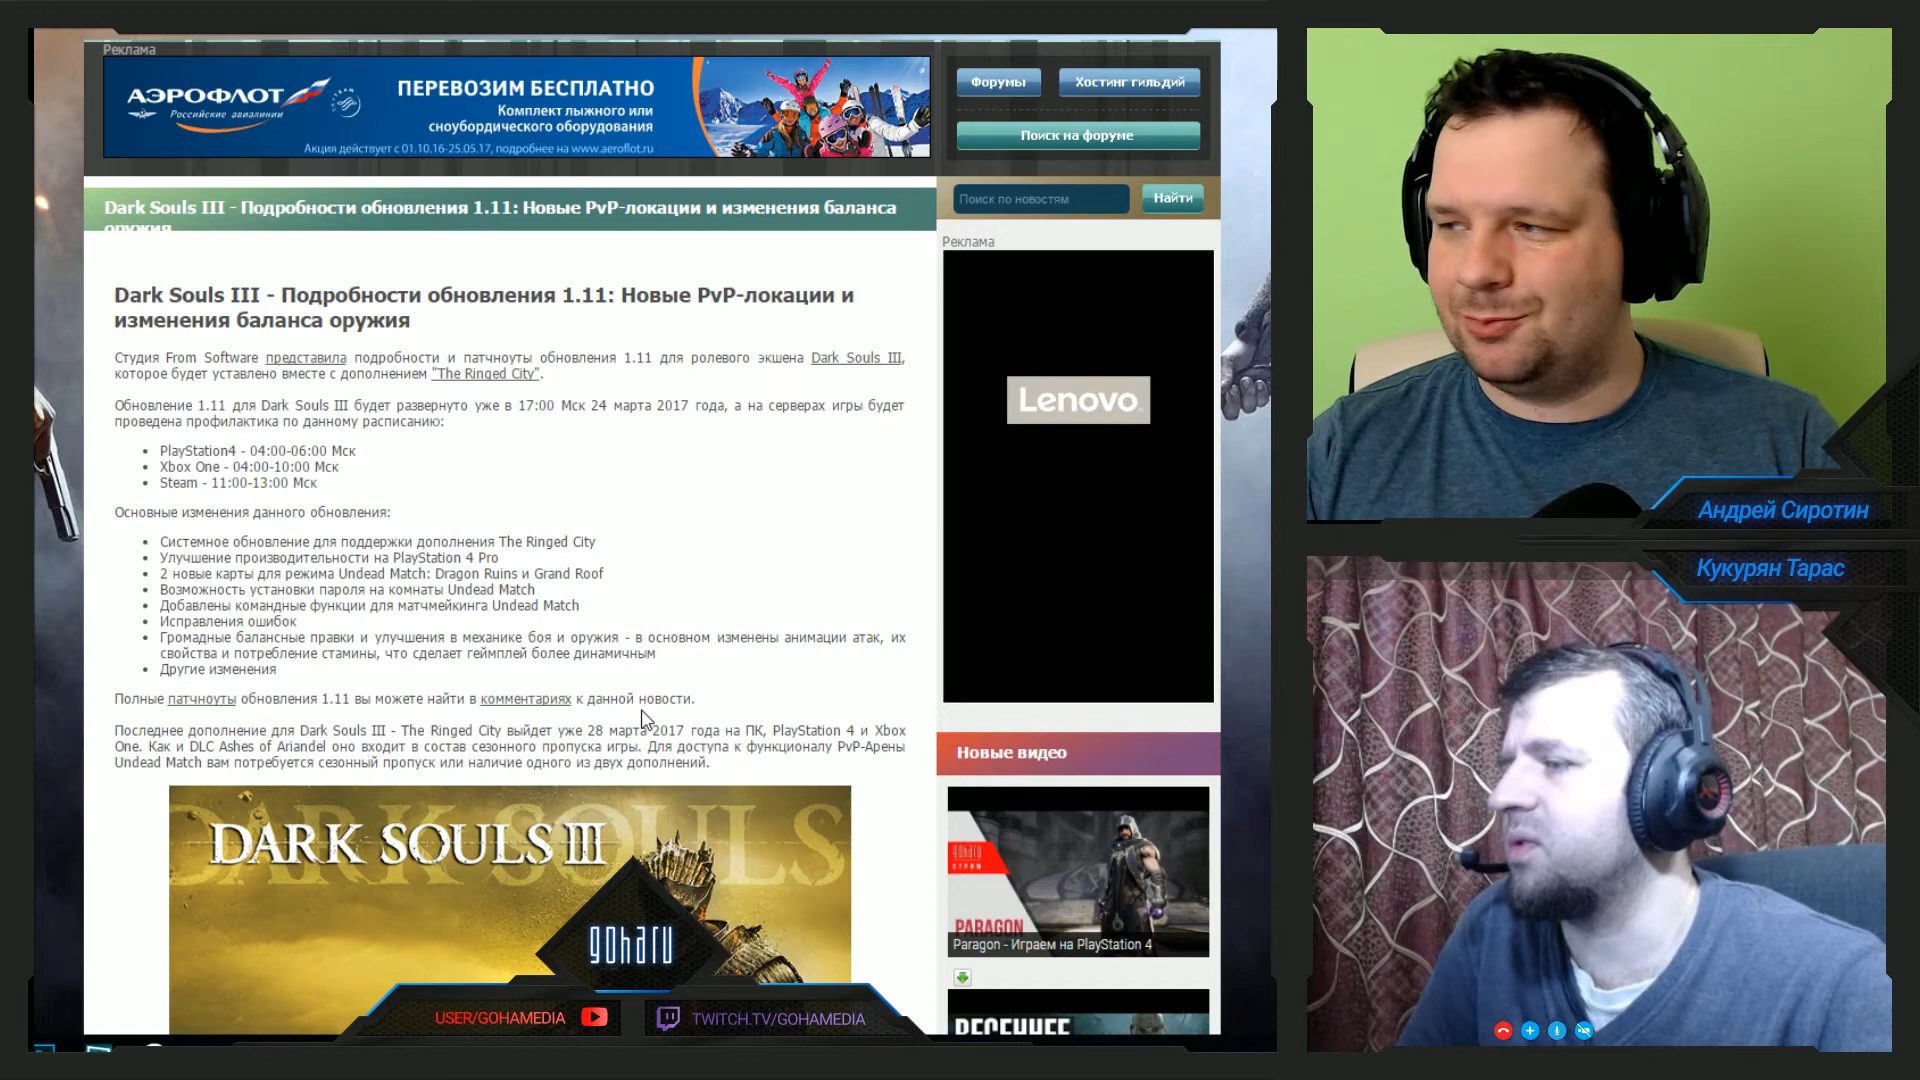 Реклама
АЭРОФЛОТ
Российские авиалинии
ПЕРЕВОЗИМ БЕСПЛАТНО
Комплект лыжного или
сноубордического оборудования
Акция действует с 01.10.16-25.05.17, подробнее на www.aeroflot.ru
Форумы
Хостинг гильдий
Поиск на форуме
Dark Souls III - Подробности обновления 1.11: Новые PvP-локации и изменения баланса
оружия
Поиск по новостям
Найти
Dark Souls III - Подробности обновления 1.11: Новые PvP-локации и
изменения баланса оружия
Студия From Software представила подробности и патчноуты обновления 1.11 для ролевого экшена Dark Souls III,
которое будет уставлено вместе с дополнением "The Ringed City".
Обновление 1.11 для Dark Souls III будет развернуто уже в 17:00 Мск 24 марта 2017 года, а на серверах игры будет
проведена профилактика по данному расписанию:
• PlayStation4 - 04:00-06:00 Мск
• Xbox One - 04:00-10:00 Мск
• Steam - 11:00-13:00 Мск
Основные изменения данного обновления:
• Системное обновление для поддержки дополнения The Ringed City
• Улучшение производительности на PlayStation 4 Pro
• 2 новые карты для режима Undead Match: Dragon Ruins и Grand Roof
• Возможность установки пароля на комнаты Undead Match
• Добавлены командные функции для матчмейкинга Undead Match
• Исправления ошибок
• Громадные балансные правки и улучшения в механике боя и оружия - в основном изменены анимации атак, их
свойства и потребление стамины, что сделает геймплей более динамичным
• Другие изменения
Полные патчноуты обновления 1.11 вы можете найти в комментариях к данной новости.
Последнее дополнение для Dark Souls III - The Ringed City выйдет уже 28 марта 2017 года на ПК, PlayStation 4 и Xbox
One. Как и DLC Ashes of Ariandel оно входит в состав сезонного пропуска игры. Для доступа к функционалу PvP-Арены
Undead Match вам потребуется сезонный пропуск или наличие одного из двух дополнений.
DARK SOULS
DARK SOULS III
goharu
USER/GOHAMEDIA
TWITCH.TV/GOHAMEDIA
Реклама
Lenovo
Новые видео
goharu
СТРИМ
PARAGON
Paragon - Играем на PlayStation 4
ВЕСЕННЕЕ
Андрей Сиротин
Кукурян Тарас